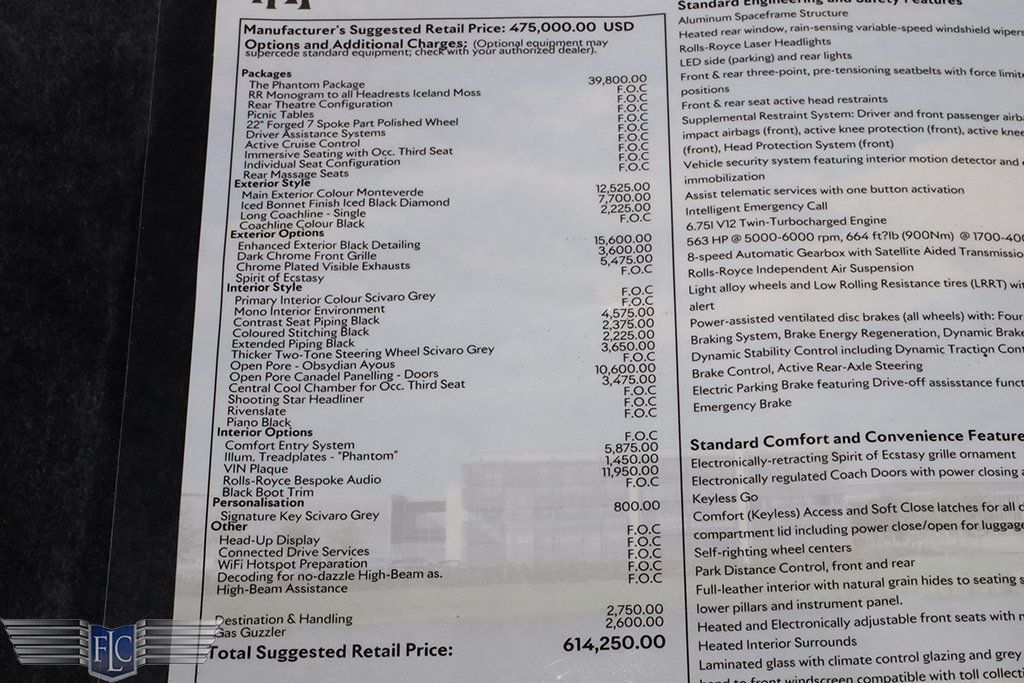 Manufacturer's Suggested Retail Price: 475,000.00 USD
Options and Additional Charges: (Optional equipment may
supercede standard equipment; check with your authorized dealer).
Packages
The Phantom Package 39,800.00
RR Monogram to all Headrests Iceland Moss F.O.C
Rear Theatre Configuration F.O.C
Picnic Tables F.O.C
22" Forged 7 Spoke Part Polished Wheel F.O.C
Driver Assistance Systems F.O.C
Active Cruise Control F.O.C
Immersive Seating with Occ. Third Seat F.O.C
Individual Seat Configuration F.O.C
Rear Massage Seats F.O.C
Exterior Style
Main Exterior Colour Monteverde 12,525.00
Iced Bonnet Finish Iced Black Diamond 7,700.00
Long Coachline - Single 2,225.00
Coachline Colour Black F.O.C
Exterior Options
Enhanced Exterior Black Detailing 15,600.00
Dark Chrome Front Grille 3,600.00
Chrome Plated Visible Exhausts 5,475.00
Spirit of Ecstasy F.O.C
Interior Style
Primary Interior Colour Scivaro Grey F.O.C
Mono Interior Environment F.O.C
Contrast Seat Piping Black 4,575.00
Coloured Stitching Black 2,375.00
Extended Piping Black 2,225.00
Thicker Two-Tone Steering Wheel Scivaro Grey 3,650.00
Open Pore - Obsydian Ayous F.O.C
Open Pore Canadel Panelling - Doors 10,600.00
Central Cool Chamber for Occ. Third Seat 3,475.00
Shooting Star Headliner F.O.C
Rivenslate F.O.C
Piano Black F.O.C
Interior Options
Comfort Entry System F.O.C
Illum. Treadplates - "Phantom" 5,875.00
VIN Plaque 1,450.00
Rolls-Royce Bespoke Audio 11,950.00
Black Boot Trim F.O.C
Personalisation
Signature Key Scivaro Grey 800.00
Other
Head-Up Display F.O.C
Connected Drive Services F.O.C
WiFi Hotspot Preparation F.O.C
Decoding for no-dazzle High-Beam as. F.O.C
High-Beam Assistance F.O.C
Destination & Handling 2,750.00
Gas Guzzler 2,600.00
Total Suggested Retail Price: 614,250.00
Standard Engineering and Safety Features
Aluminum Spaceframe Structure
Heated rear window, rain-sensing variable-speed windshield wipers
Rolls-Royce Laser Headlights
LED side (parking) and rear lights
Front & rear three-point, pre-tensioning seatbelts with force limite
positions
Front & rear seat active head restraints
Supplemental Restraint System: Driver and front passenger airba
impact airbags (front), active knee protection (front), active knee
(front), Head Protection System (front)
Vehicle security system featuring interior motion detector and
immobilization
Assist telematic services with one button activation
Intelligent Emergency Call
6.75l V12 Twin-Turbocharged Engine
563 HP @ 5000-6000 rpm, 664 ft?lb (900Nm) @ 1700-400
8-speed Automatic Gearbox with Satellite Aided Transmissio
Rolls-Royce Independent Air Suspension
Light alloy wheels and Low Rolling Resistance tires (LRRT) wi
alert
Power-assisted ventilated disc brakes (all wheels) with: Four
Braking System, Brake Energy Regeneration, Dynamic Brake
Dynamic Stability Control including Dynamic Traction Cont
Brake Control, Active Rear-Axle Steering
Electric Parking Brake featuring Drive-off assisstance funct
Emergency Brake
Standard Comfort and Convenience Feature
Electronically-retracting Spirit of Ecstasy grille ornament
Electronically regulated Coach Doors with power closing
Keyless Go
Comfort (Keyless) Access and Soft Close latches for all d
compartment lid including power close/open for luggage
Self-righting wheel centers
Park Distance Control, front and rear
Full-leather interior with natural grain hides to seating s
lower pillars and instrument panel.
Heated and Electronically adjustable front seats with m
Heated Interior Surrounds
Laminated glass with climate control glazing and grey
band to front windscreen compatible with toll collecti
FLC